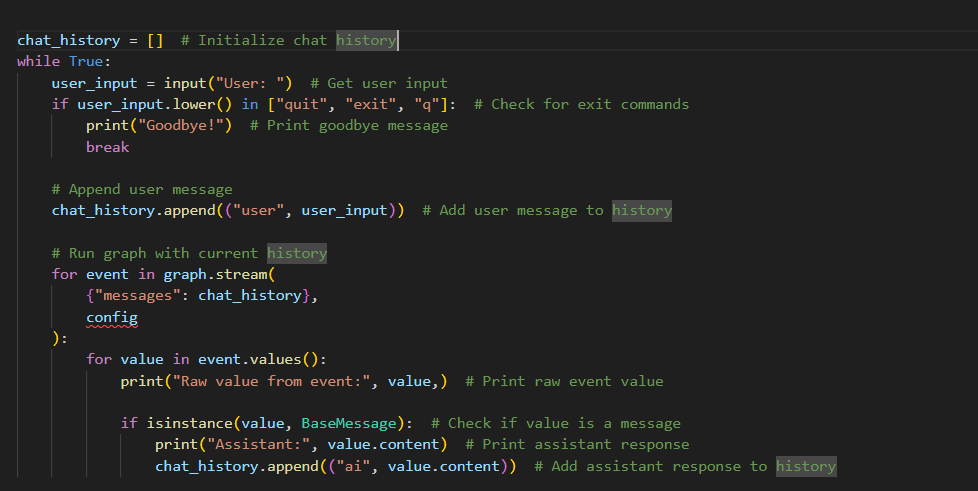 chat_history = []  # Initialize chat history
while True:
    user_input = input("User: ")  # Get user input
    if user_input.lower() in ["quit", "exit", "q"]:  # Check for exit commands
        print("Goodbye!")  # Print goodbye message
        break

    # Append user message
    chat_history.append(("user", user_input))  # Add user message to history

    # Run graph with current history
    for event in graph.stream(
        {"messages": chat_history},
        config
    ):
        for value in event.values():
            print("Raw value from event:", value,)  # Print raw event value

            if isinstance(value, BaseMessage):  # Check if value is a message
                print("Assistant:", value.content)  # Print assistant response
                chat_history.append(("ai", value.content))  # Add assistant response to history